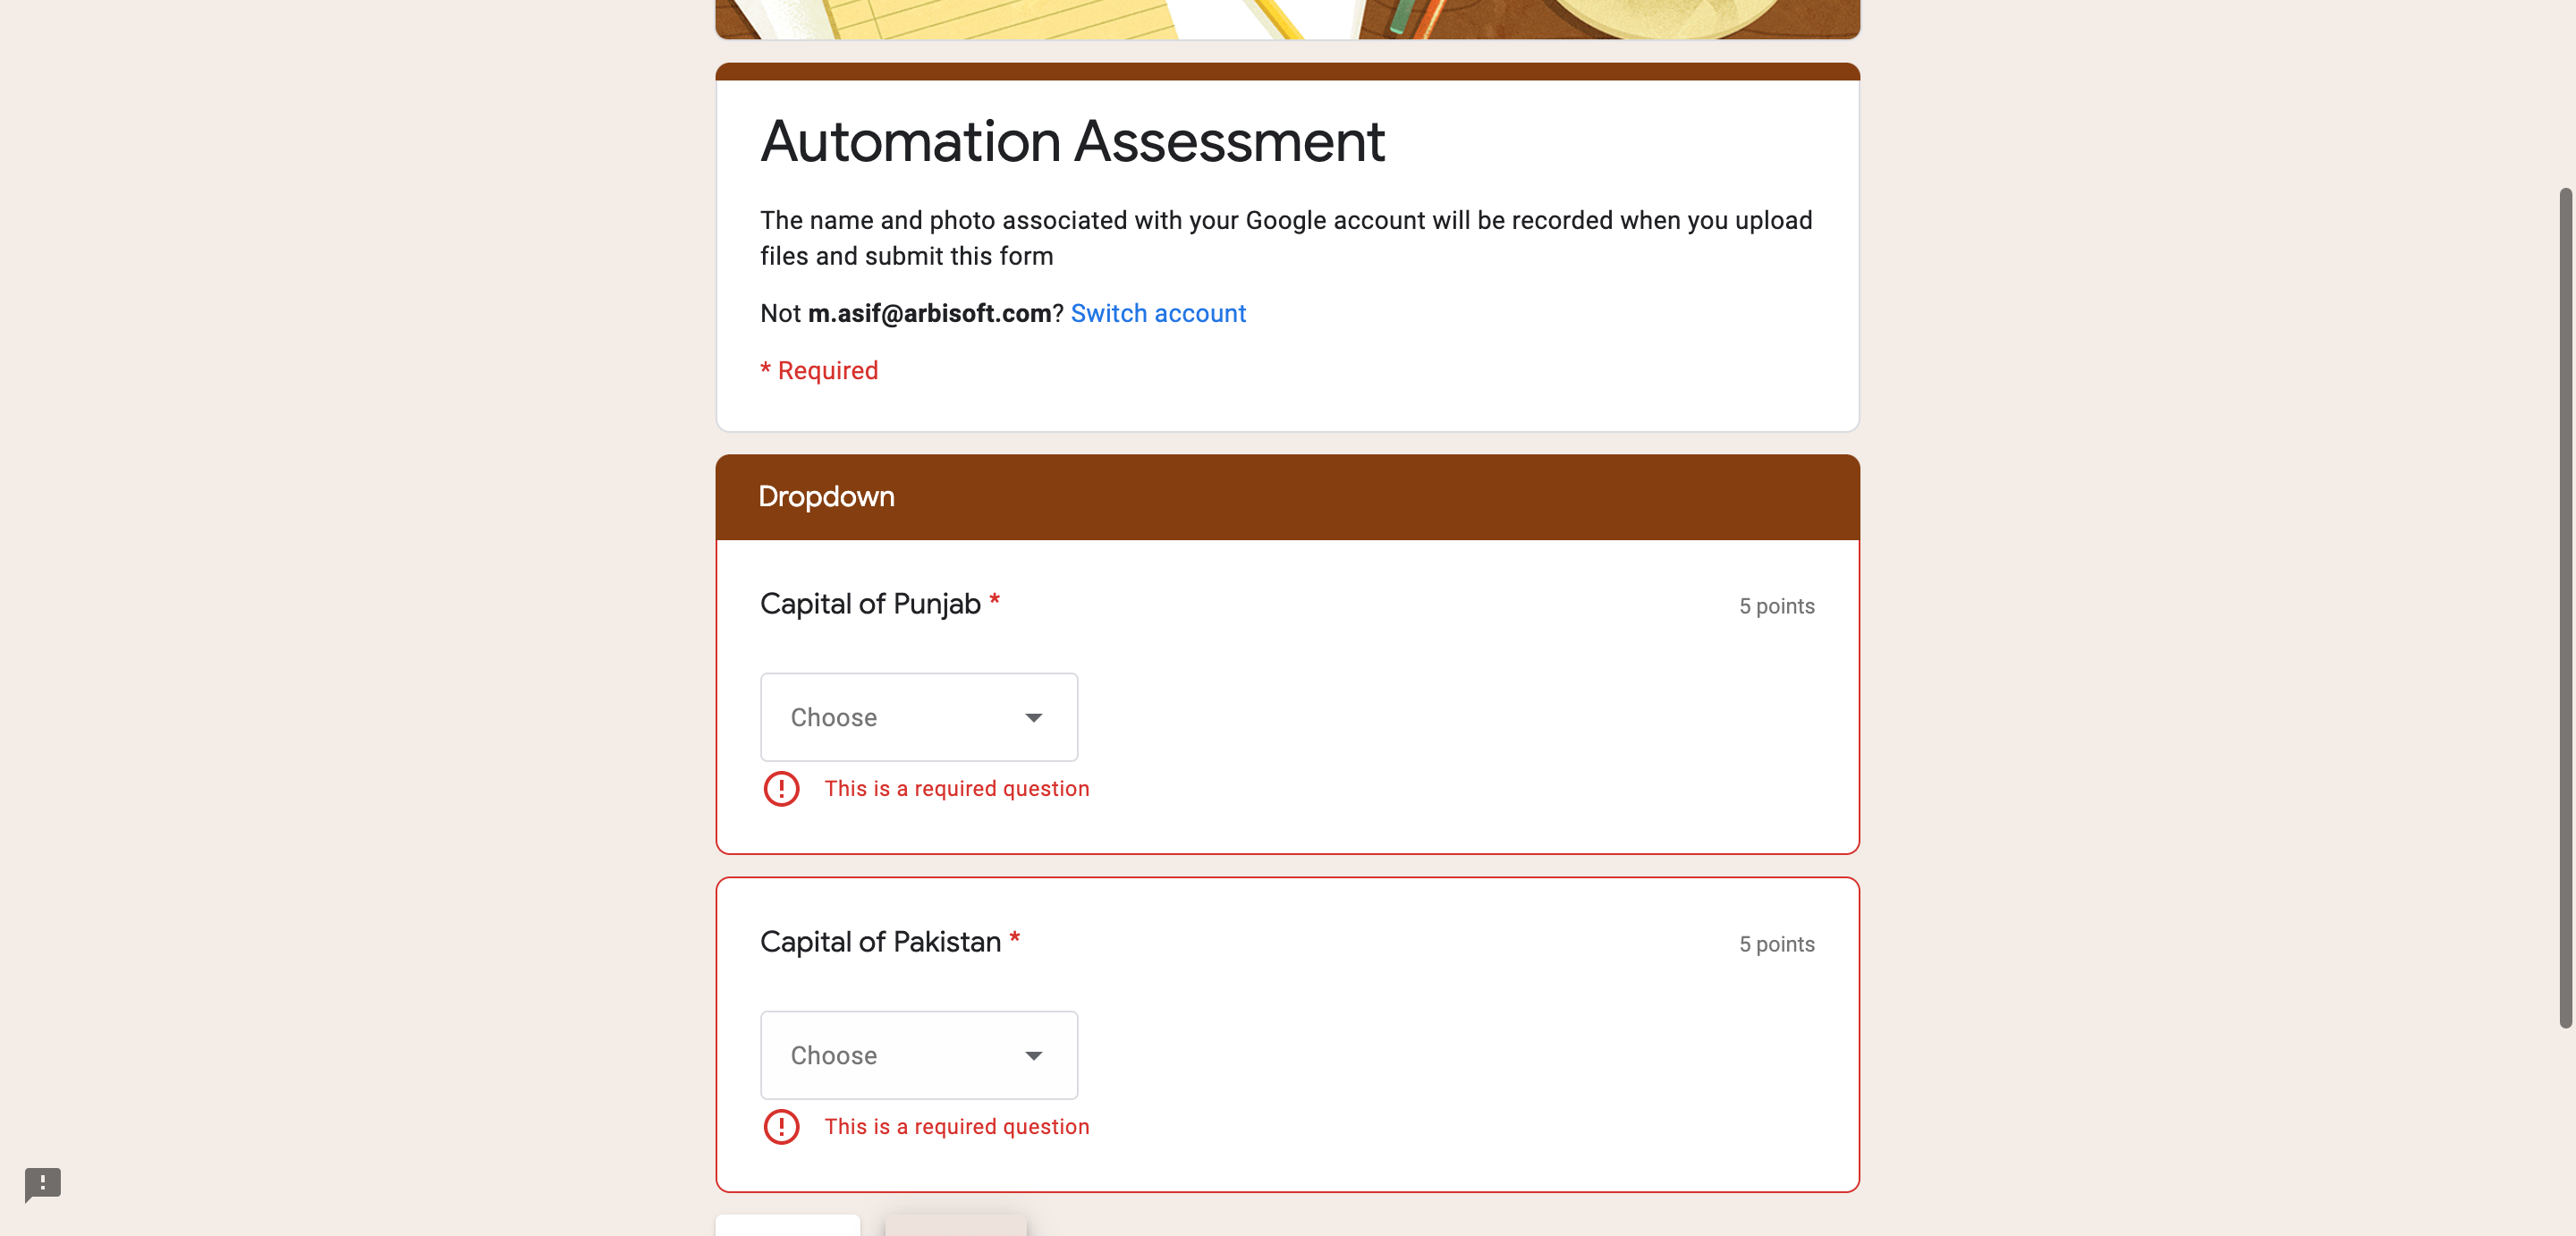 Automation Assessment
The name and photo associated with your Google account will be recorded when you upload
files and submit this form
Not m.asif@arbisoft.com? Switch account
* Required
Dropdown
Capital of Punjab *
5 points
Choose
This is a required question
Capital of Pakistan *
5 points
Choose
This is a required question